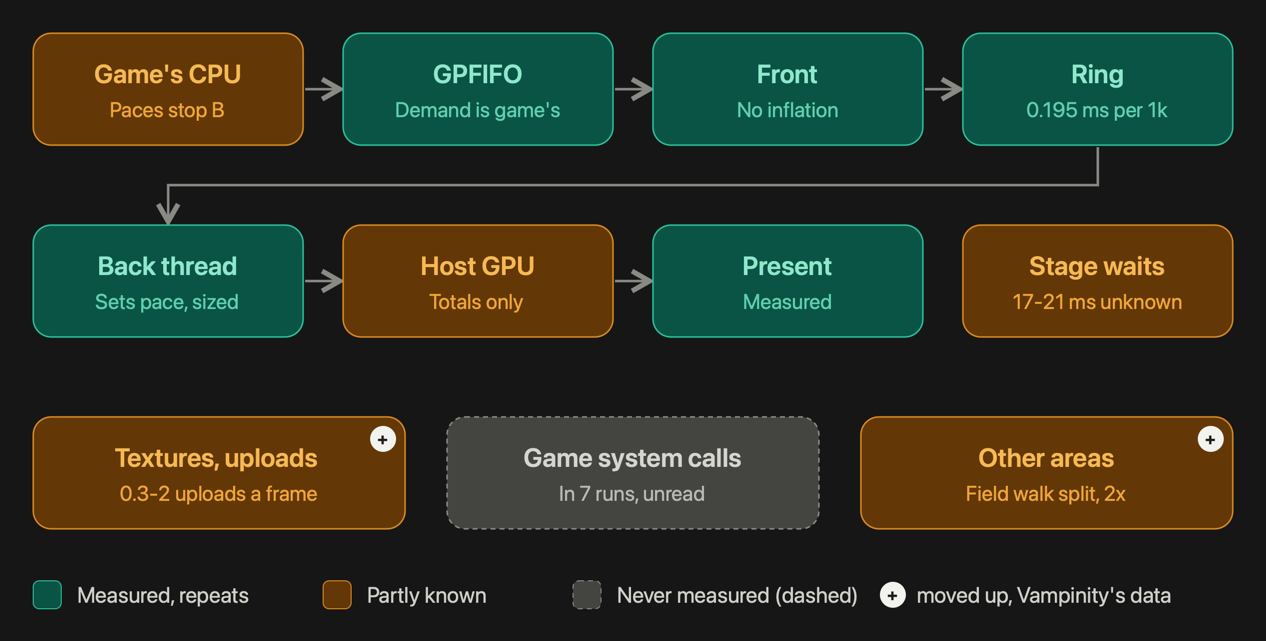 Game's CPU
Paces stop B
GPFIFO
Demand is game's
Front
No inflation
Ring
0.195 ms per 1k
Back thread
Sets pace, sized
Host GPU
Totals only
Present
Measured
Stage waits
17-21 ms unknown
Textures, uploads
0.3-2 uploads a frame
+
Game system calls
In 7 runs, unread
Other areas
Field walk split, 2x
+
Measured, repeats
Partly known
Never measured (dashed)
+ moved up, Vampinity's data